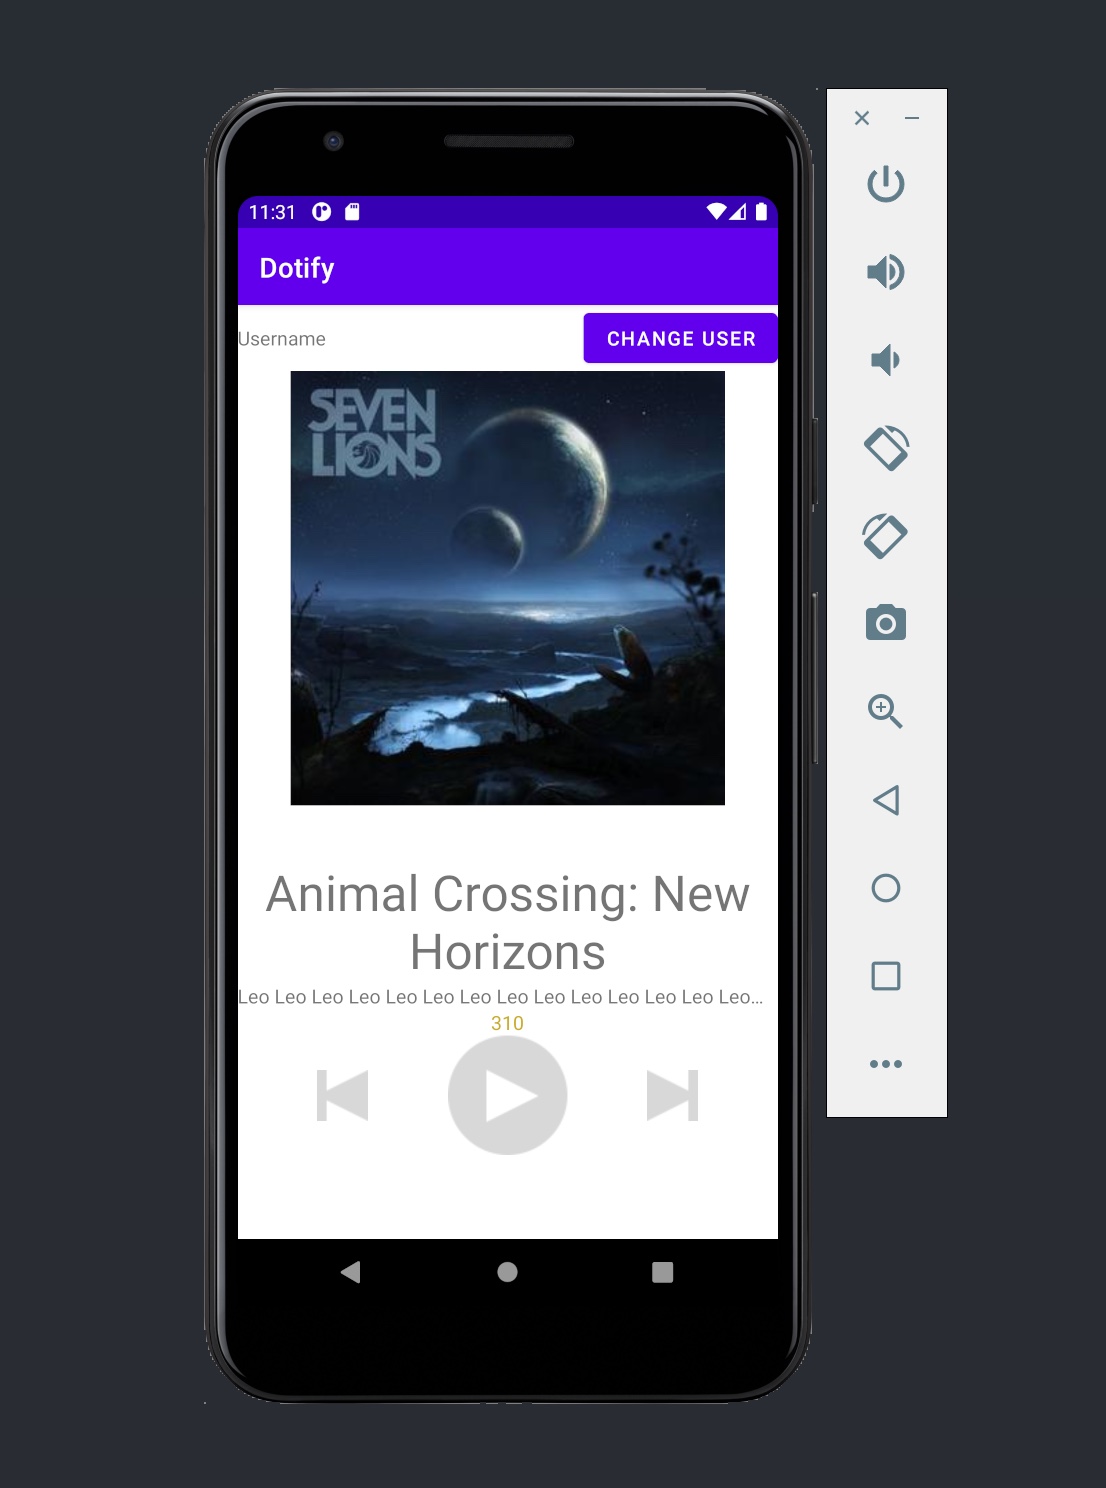 11:31
Dotify
Username
CHANGE USER
SEVEN
LIONS
Animal Crossing: New
Horizons
Leo Leo Leo Leo Leo Leo Leo Leo Leo Leo Leo Leo Leo Leo…
310